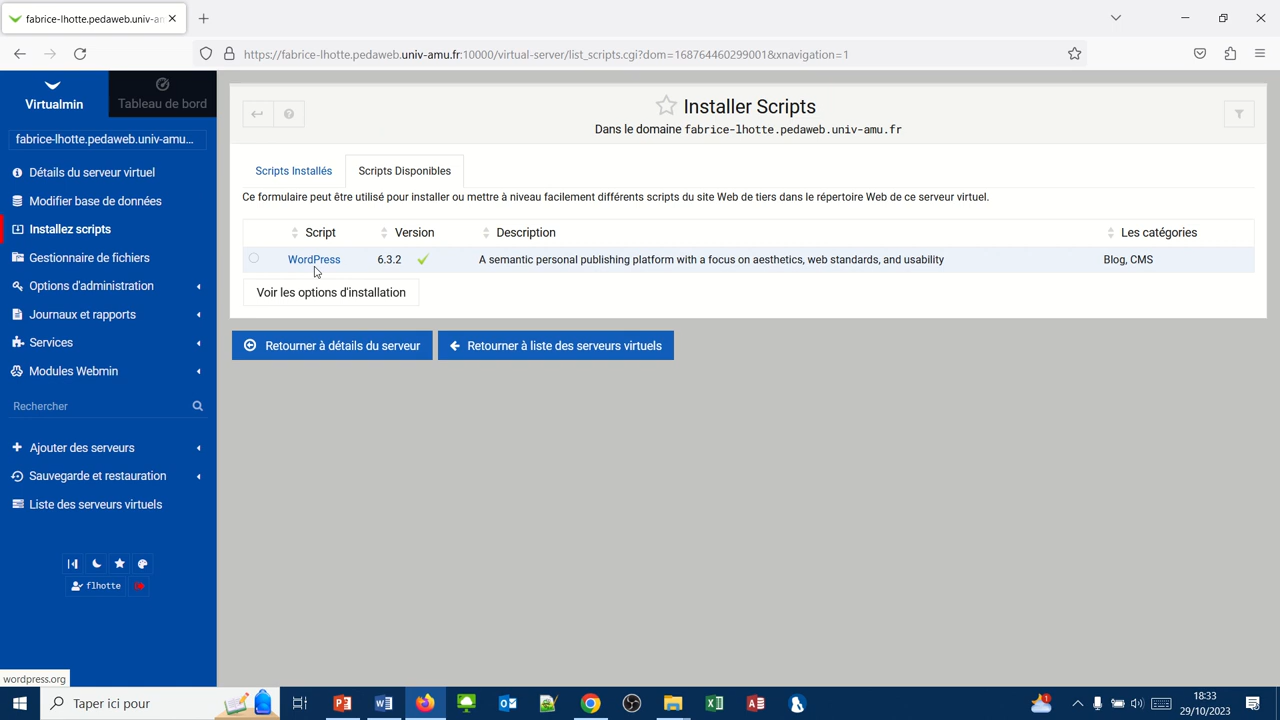 fabrice-lhotte.pedaweb.univ-am
https://fabrice-lhotte.pedaweb.univ-amu.fr:10000/virtual-server/list_scripts.cgi?dom=168764460299001&xnavigation=1
Virtualmin
Tableau de bord
fabrice-lhotte.pedaweb.univ-amu...
Détails du serveur virtuel
Modifier base de données
Installez scripts
Gestionnaire de fichiers
Options d'administration
Journaux et rapports
Services
Modules Webmin
Rechercher
Ajouter des serveurs
Sauvegarde et restauration
Liste des serveurs virtuels
flhotte
wordpress.org
Installer Scripts
Dans le domaine fabrice-lhotte.pedaweb.univ-amu.fr
Scripts Installés
Scripts Disponibles
Ce formulaire peut être utilisé pour installer ou mettre à niveau facilement différents scripts du site Web de tiers dans le répertoire Web de ce serveur virtuel.
Script Version Description Les catégories
WordPress 6.3.2 A semantic personal publishing platform with a focus on aesthetics, web standards, and usability Blog, CMS
Voir les options d'installation
Retourner à détails du serveur
Retourner à liste des serveurs virtuels
Taper ici pour
18:33
29/10/2023